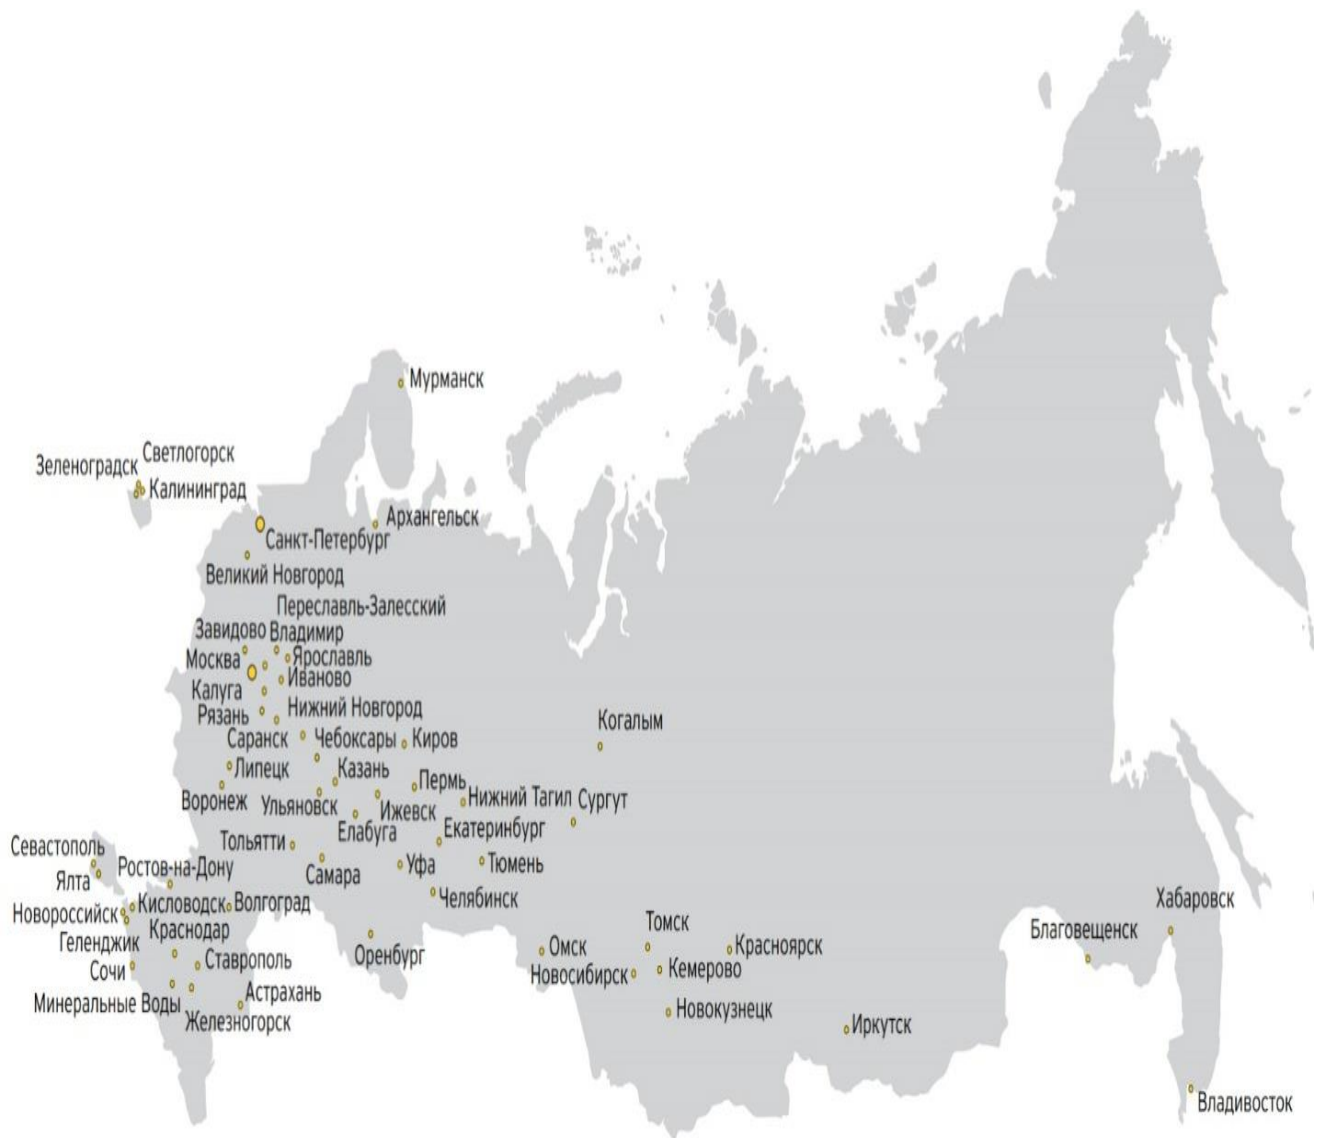 Мурманск
Светлогорск
Зеленоградск
Калининград
Архангельск
Санкт-Петербург
Великий Новгород
Переславль-Залесский
Завидово
Владимир
Москва
Ярославль
Иваново
Калуга
Рязань
Нижний Новгород
Когалым
Саранск
Чебоксары
Киров
Липецк
Казань
Пермь
Воронеж
Ульяновск
Ижевск
Нижний Тагил
Сургут
Елабуга
Екатеринбург
Тольятти
Севастополь
Ростов-на-Дону
Самара
Уфа
Тюмень
Ялта
Челябинск
Новороссийск
Кисловодск
Волгоград
Хабаровск
Геленджик
Краснодар
Томск
Благовещенск
Оренбург
Омск
Красноярск
Сочи
Ставрополь
Новосибирск
Кемерово
Минеральные Воды
Астрахань
Железногорск
Новокузнецк
Иркутск
Владивосток